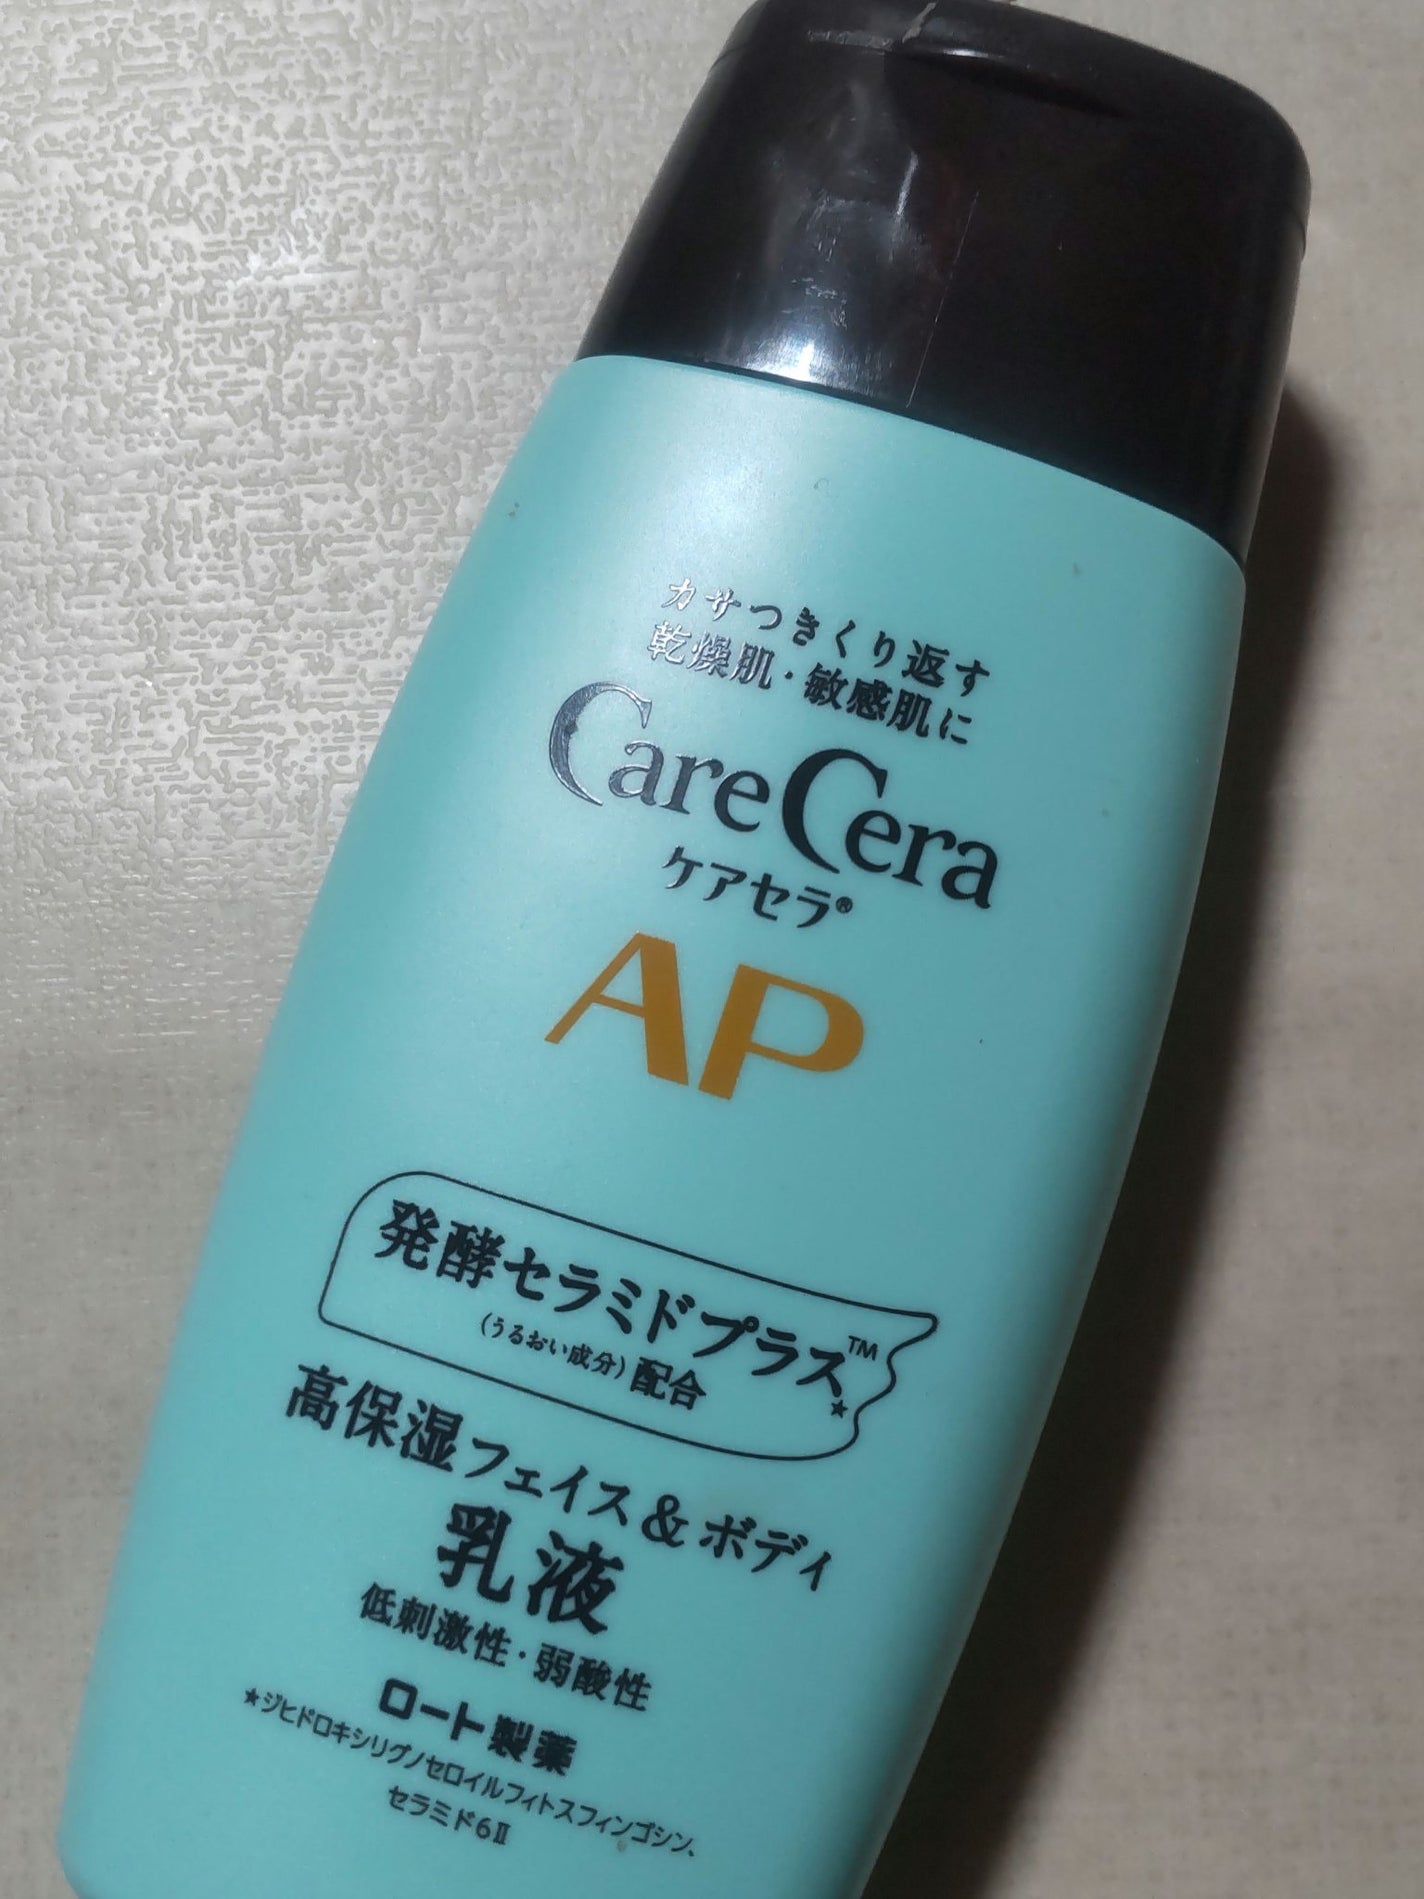 カサつきくり返す
乾燥肌・敏感肌に
CareCera
ケアセラ®
AP
発酵セラミドプラス™★
(うるおい成分)配合
高保湿フェイス&ボディ
乳液
低刺激性・弱酸性
ロート製薬
★ジヒドロキシリグノセロイルフィトスフィンゴシン、
セラミド6Ⅱ